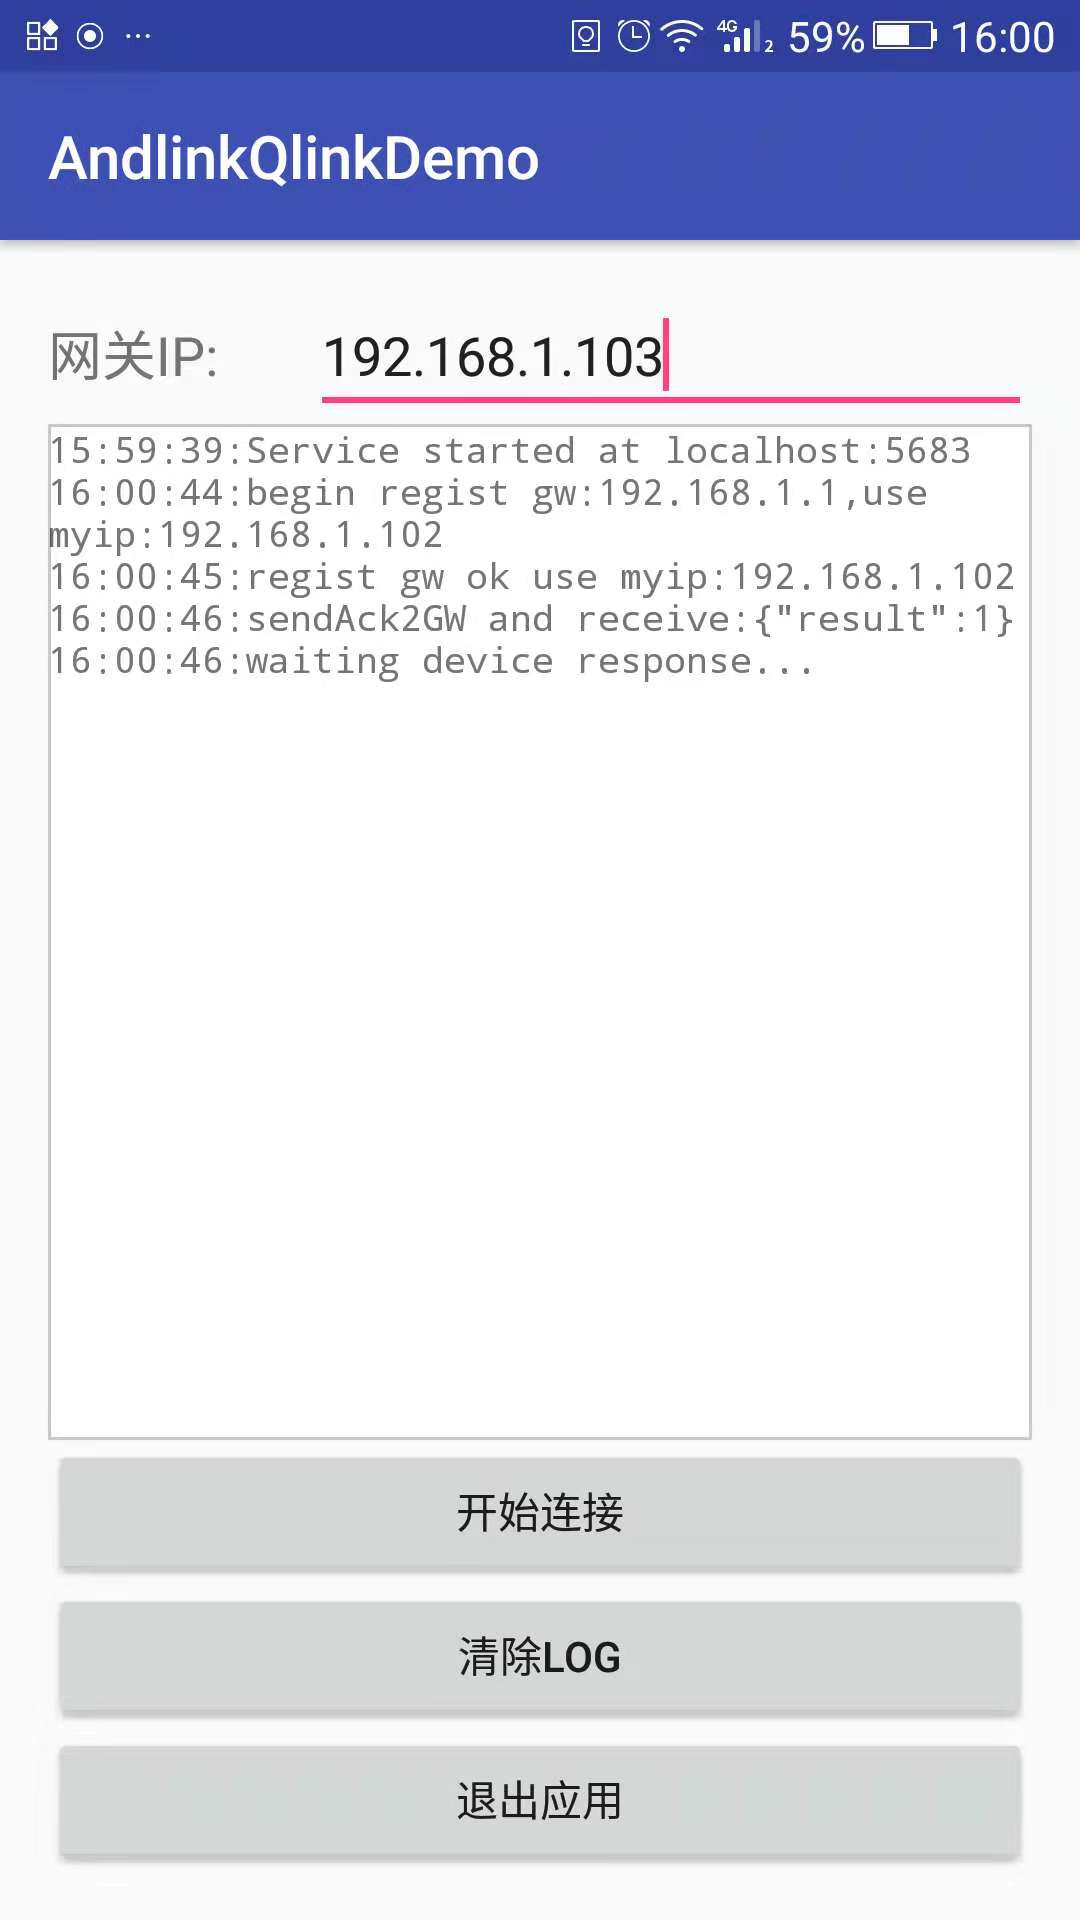 4G 2 59% 16:00
AndlinkQlinkDemo
网关IP: 192.168.1.103
15:59:39:Service started at localhost:5683
16:00:44:begin regist gw:192.168.1.1,use
myip:192.168.1.102
16:00:45:regist gw ok use myip:192.168.1.102
16:00:46:sendAck2GW and receive:{"result":1}
16:00:46:waiting device response...
开始连接
清除LOG
退出应用